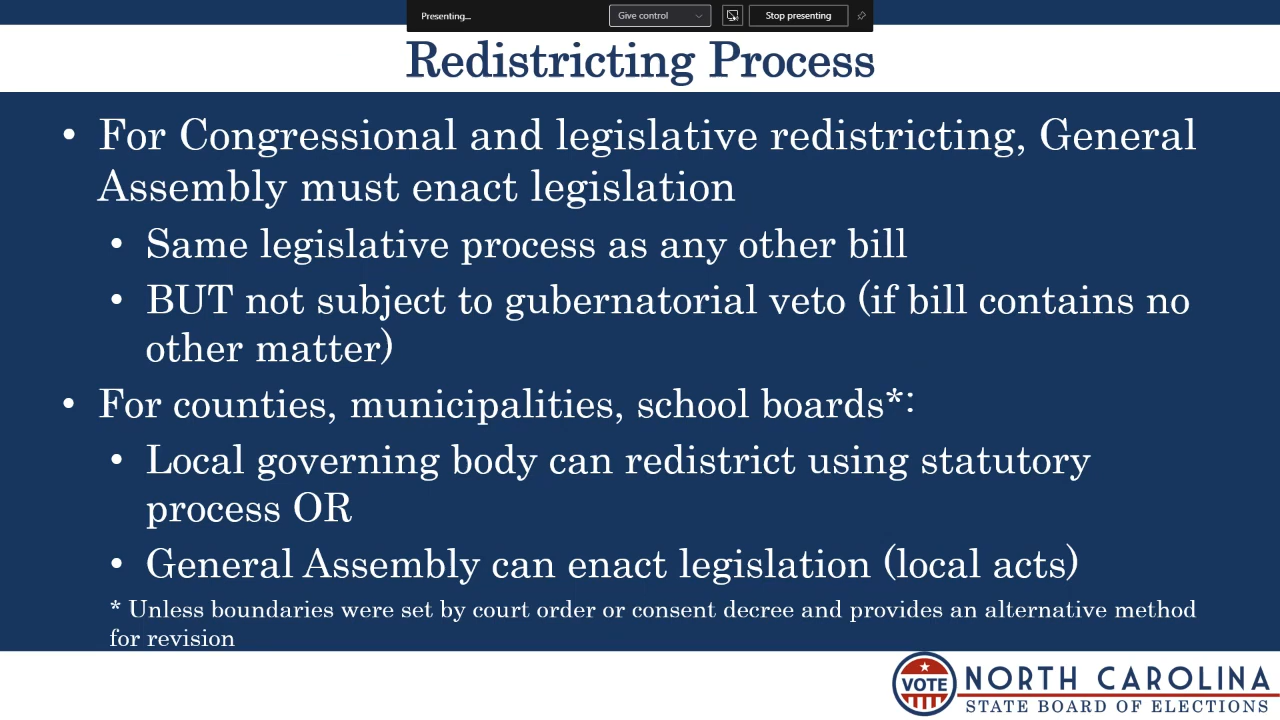 Presenting...
Give control
Stop presenting
Redistricting Process
• For Congressional and legislative redistricting, General
Assembly must enact legislation
• Same legislative process as any other bill
• BUT not subject to gubernatorial veto (if bill contains no
other matter)
• For counties, municipalities, school boards*:
• Local governing body can redistrict using statutory
process OR
• General Assembly can enact legislation (local acts)
* Unless boundaries were set by court order or consent decree and provides an alternative method
for revision
VOTE
NORTH CAROLINA
STATE BOARD OF ELECTIONS